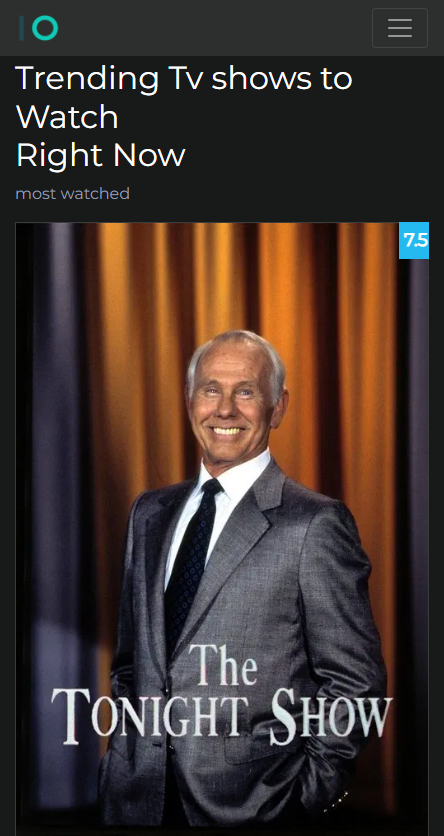 IO
Trending Tv shows to
Watch
Right Now
most watched
7.5
The
TONIGHT SHOW